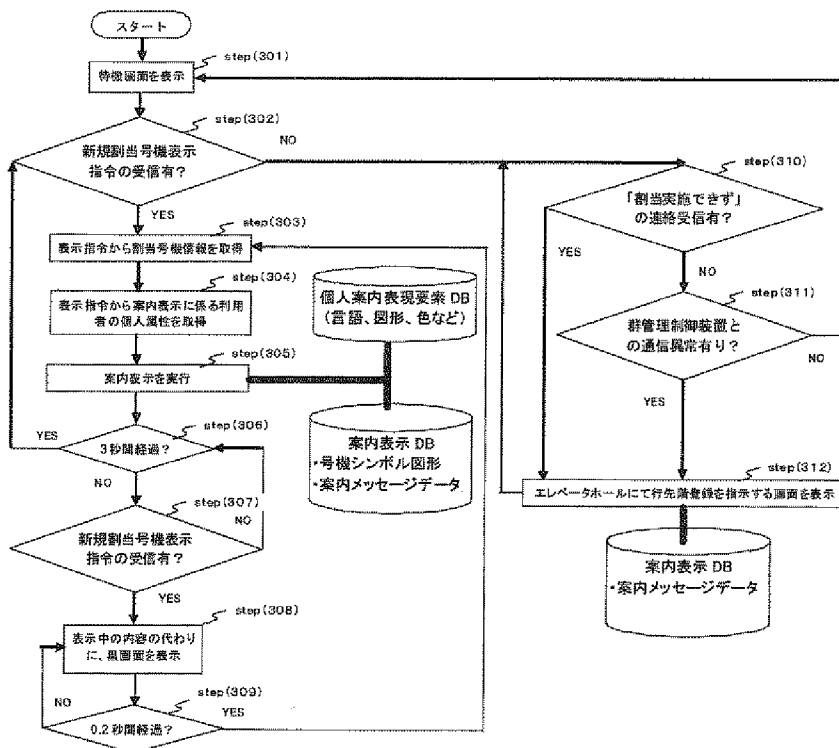 スタート
step(301)
待機画面を表示
step(302)
新規割当号機表示
指令の受信有？
NO
YES
step(303)
表示指令から割当号機情報を取得
step(304)
表示指令から案内表示に係る利用
者の個人属性を取得
step(305)
案内表示を実行
個人案内表現要素 DB
（言語、図形、色など）
案内表示 DB
・号機シンボル図形
・案内メッセージデータ
step(306)
3秒間経過？
YES
NO
step(307)
新規割当号機表示
指令の受信有？
NO
YES
step(308)
表示中の内容の代わり
に、黒画面を表示
step(309)
0.2秒間経過？
NO
YES
step(310)
「割当実施できず」
の連絡受信有？
YES
NO
step(311)
群管理制御装置と
の通信異常有り？
NO
YES
step(312)
エレベータホールにて行先階登録を指示する画面を表示
案内表示 DB
・案内メッセージデータ